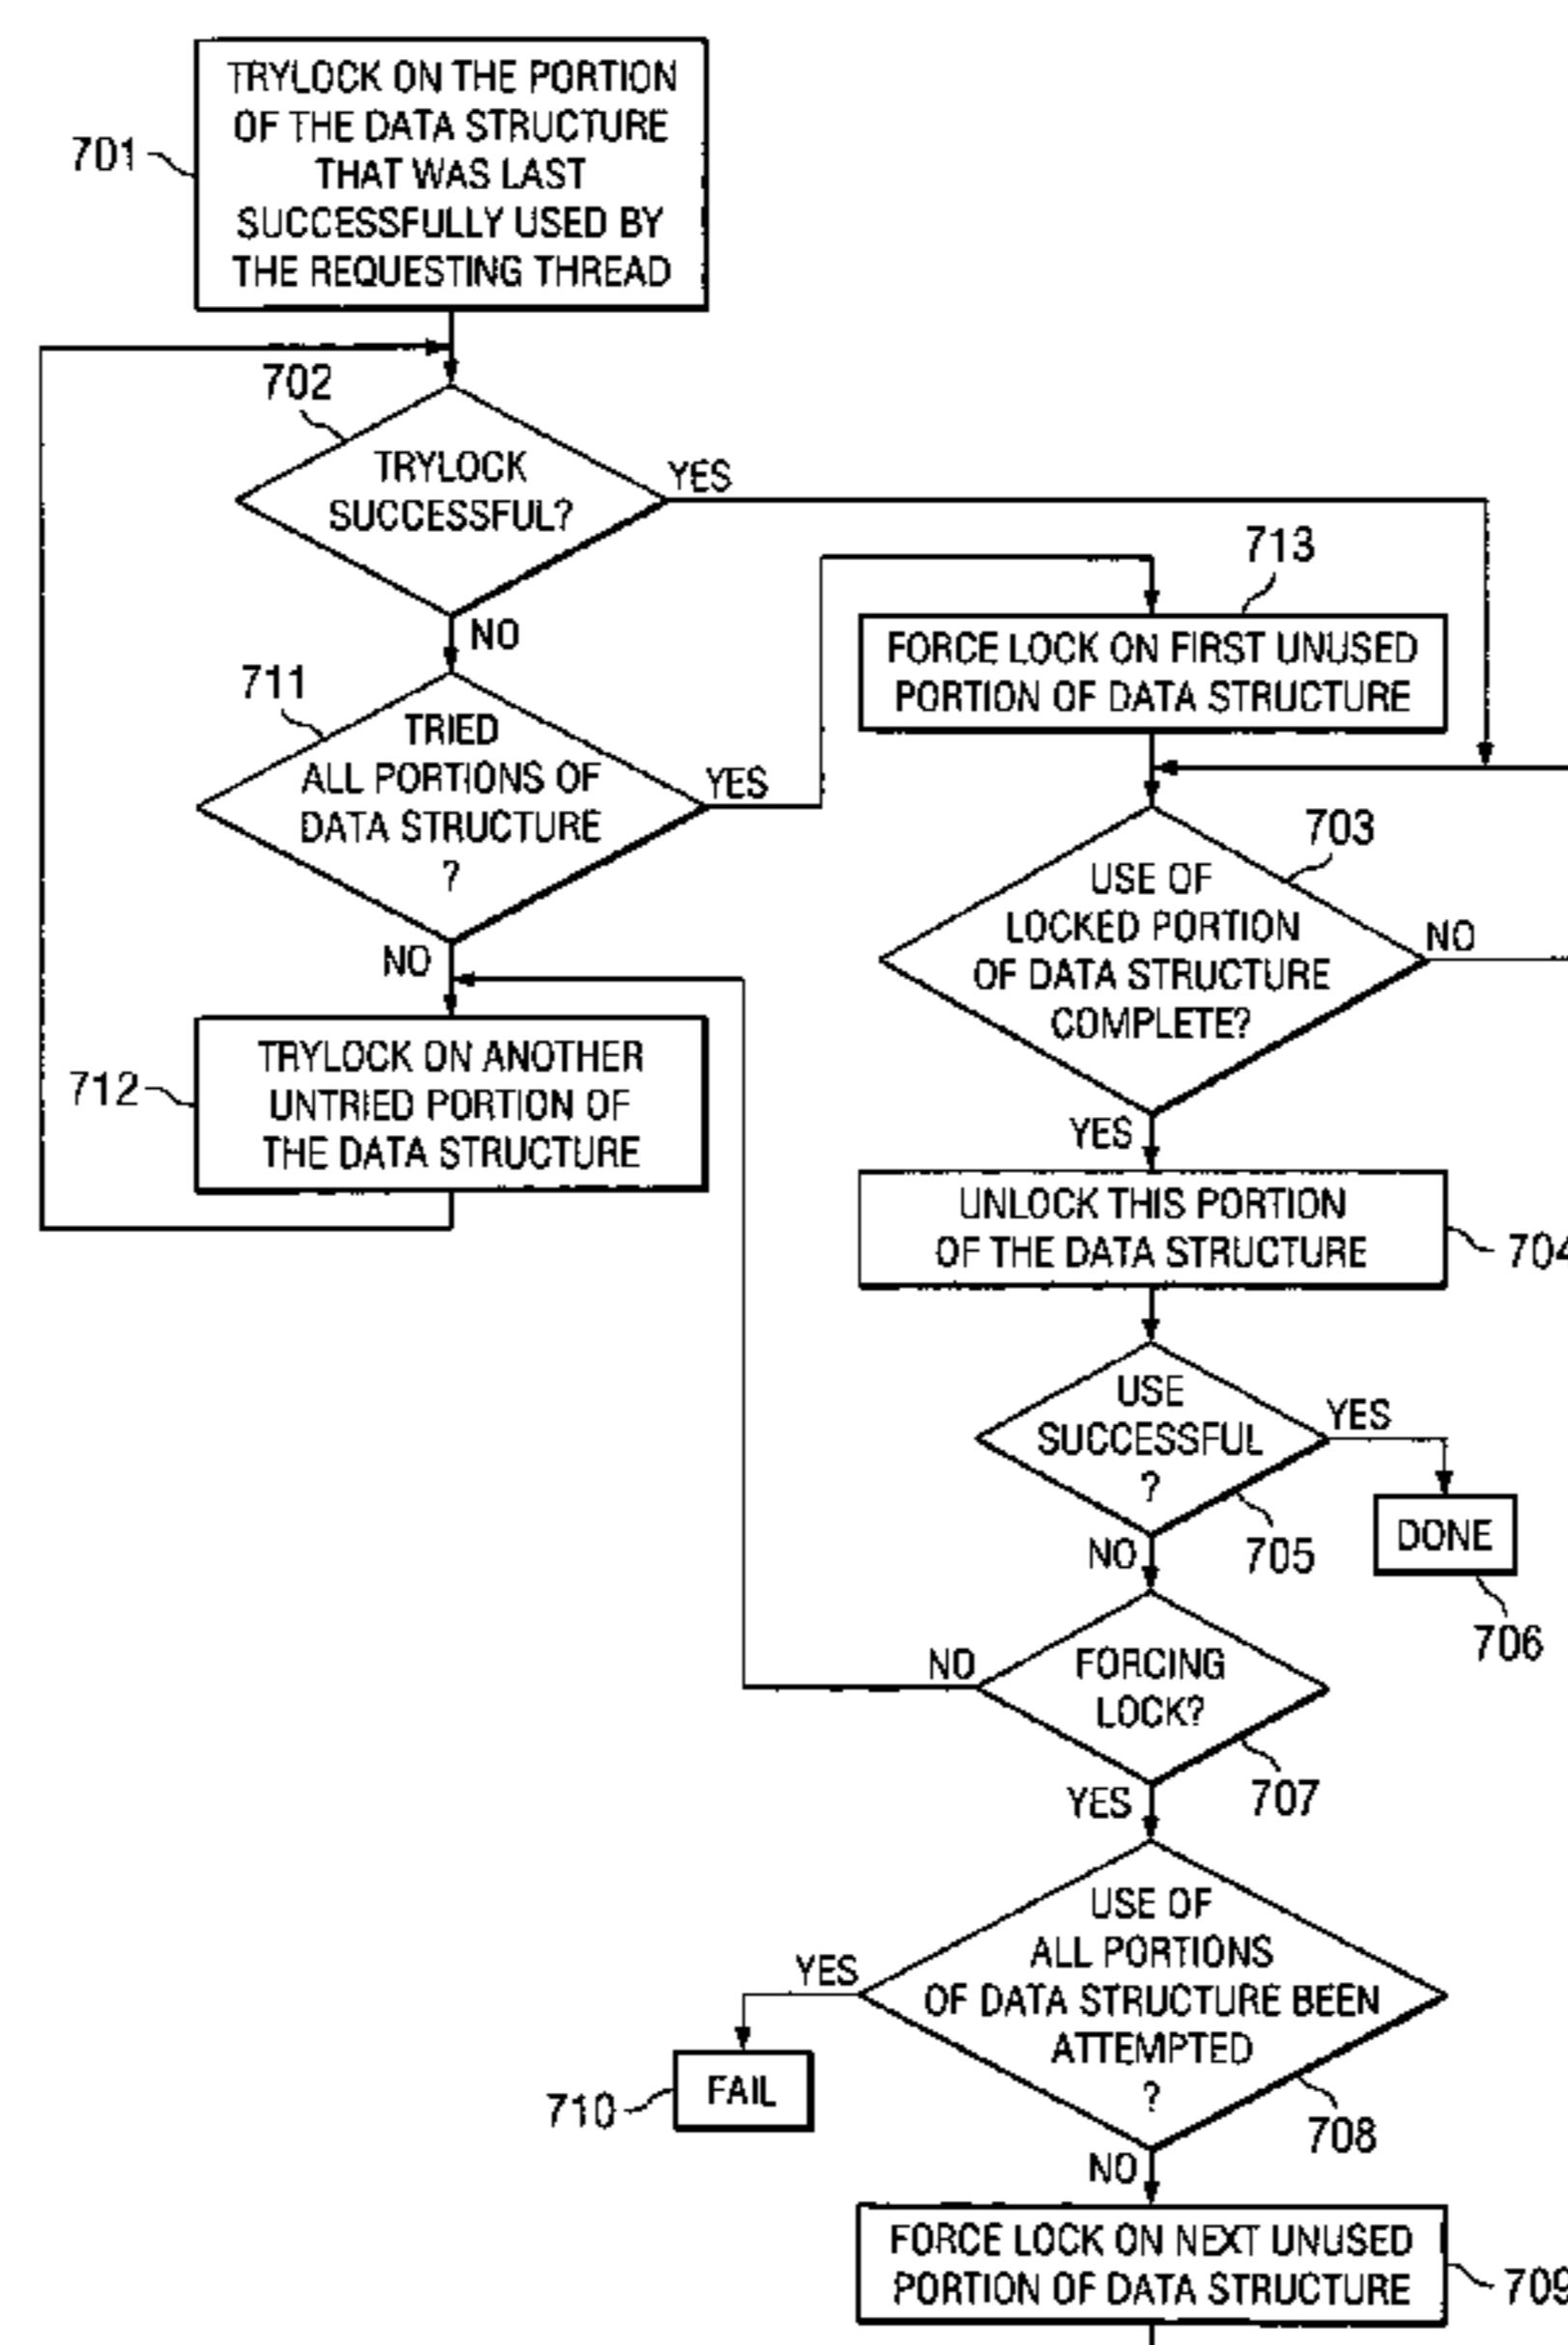 TRYLOCK ON THE PORTION
OF THE DATA STRUCTURE
THAT WAS LAST
SUCCESSFULLY USED BY
THE REQUESTING THREAD
701
702
TRYLOCK
SUCCESSFUL?
YES
NO
711
TRIED
ALL PORTIONS OF
DATA STRUCTURE
?
YES
NO
712
TRYLOCK ON ANOTHER
UNTRIED PORTION OF
THE DATA STRUCTURE
713
FORCE LOCK ON FIRST UNUSED
PORTION OF DATA STRUCTURE
703
USE OF
LOCKED PORTION
OF DATA STRUCTURE
COMPLETE?
NO
YES
UNLOCK THIS PORTION
OF THE DATA STRUCTURE
704
USE
SUCCESSFUL
?
YES
NO
705
DONE
706
FORCING
LOCK?
NO
YES
707
USE OF
ALL PORTIONS
OF DATA STRUCTURE BEEN
ATTEMPTED
?
YES
710
FAIL
708
NO
FORCE LOCK ON NEXT UNUSED
PORTION OF DATA STRUCTURE
709